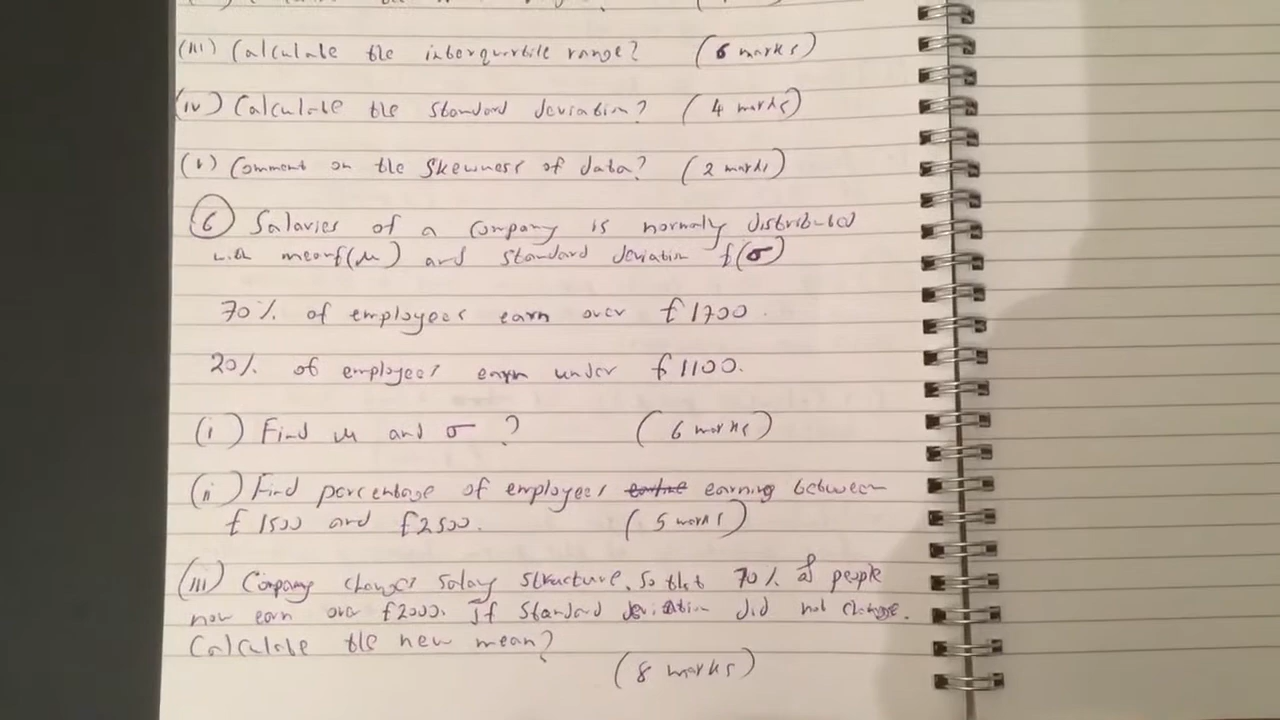 (iii) Calculate the interquartile range? (6 marks)
(iv) Calculate the standard deviation? (4 marks)
(v) Comment on the skewness of data? (2 marks)
6 Salaries of a company is normaly distributed
with mean £(μ) and standard deviation £(σ)
70% of employees earn over £1700.
20% of employees earn under £1100.
(i) Find μ and σ ? (6 marks)
(ii) Find percentage of employees earning between
£1500 and £2500. (5 marks)
(iii) Company changes salary structure. So that 70% of people
now earn over £2000. If standard deviation did not change.
Calculate the new mean?
(8 marks)